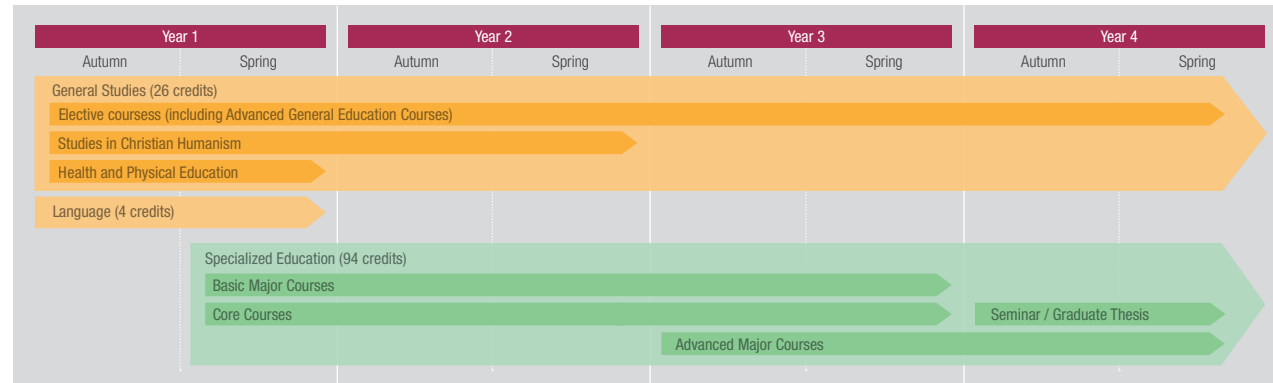 Year 1 Year 2 Year 3 Year 4
Autumn Spring Autumn Spring Autumn Spring Autumn Spring
General Studies (26 credits)
Elective coursess (including Advanced General Education Courses)
Studies in Christian Humanism
Health and Physical Education
Language (4 credits)
Specialized Education (94 credits)
Basic Major Courses
Core Courses Seminar / Graduate Thesis
Advanced Major Courses